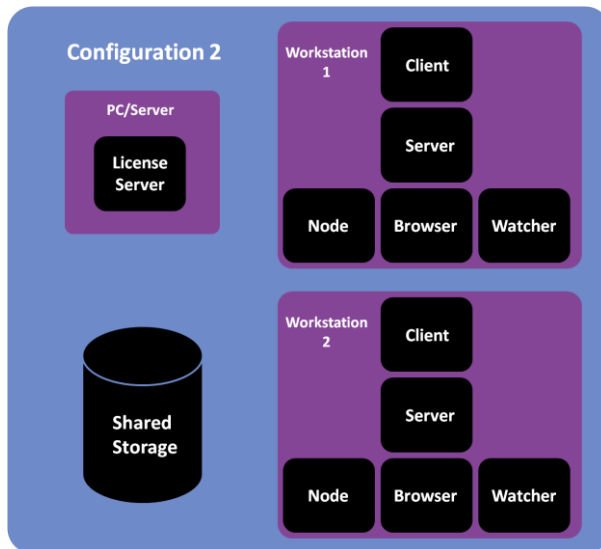 Configuration 2
PC/Server
License
Server
Shared
Storage
Workstation
1
Client
Server
Node
Browser
Watcher
Workstation
2
Client
Server
Node
Browser
Watcher